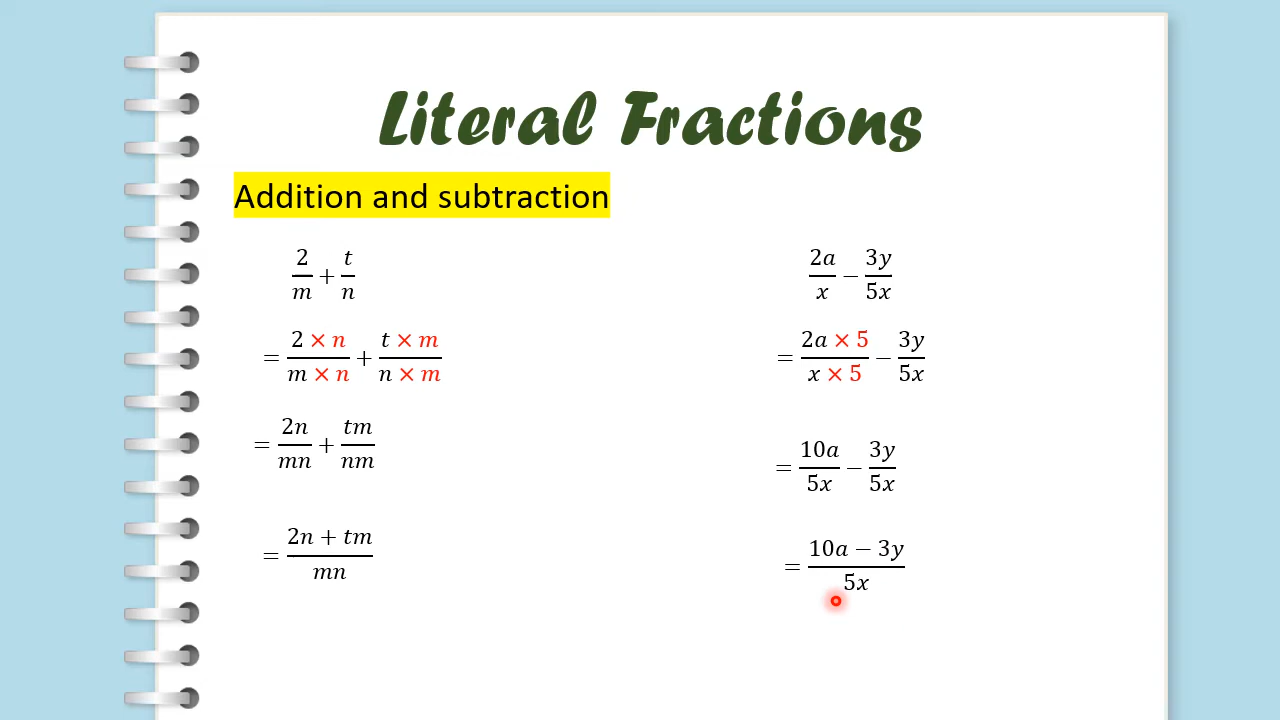 Literal Fractions
Addition and subtraction
2/m + t/n
= (2 × n)/(m × n) + (t × m)/(n × m)
= 2n/mn + tm/nm
= (2n + tm)/mn
2a/x − 3y/5x
= (2a × 5)/(x × 5) − 3y/5x
= 10a/5x − 3y/5x
= (10a − 3y)/5x